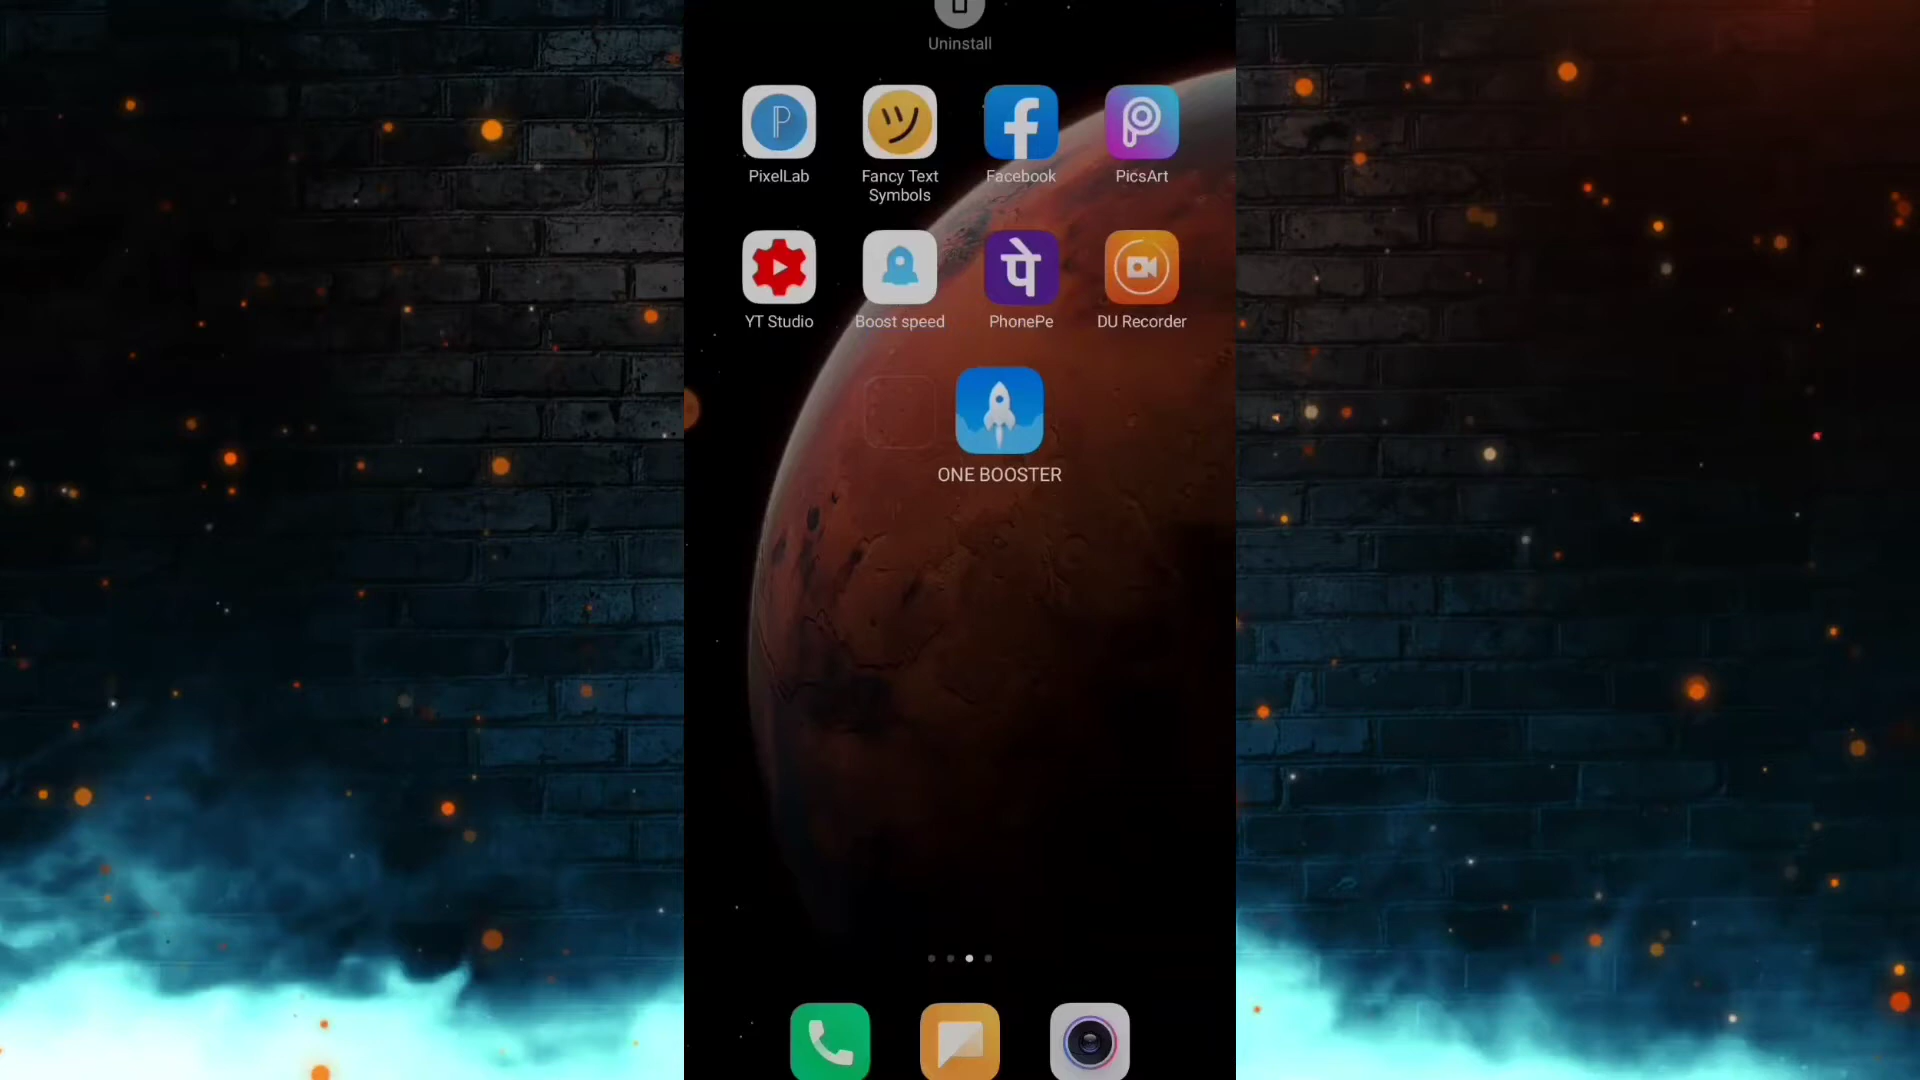 Uninstall
PixelLab
Fancy Text
Symbols
Facebook
PicsArt
YT Studio
Boost speed
पे
PhonePe
DU Recorder
ONE BOOSTER